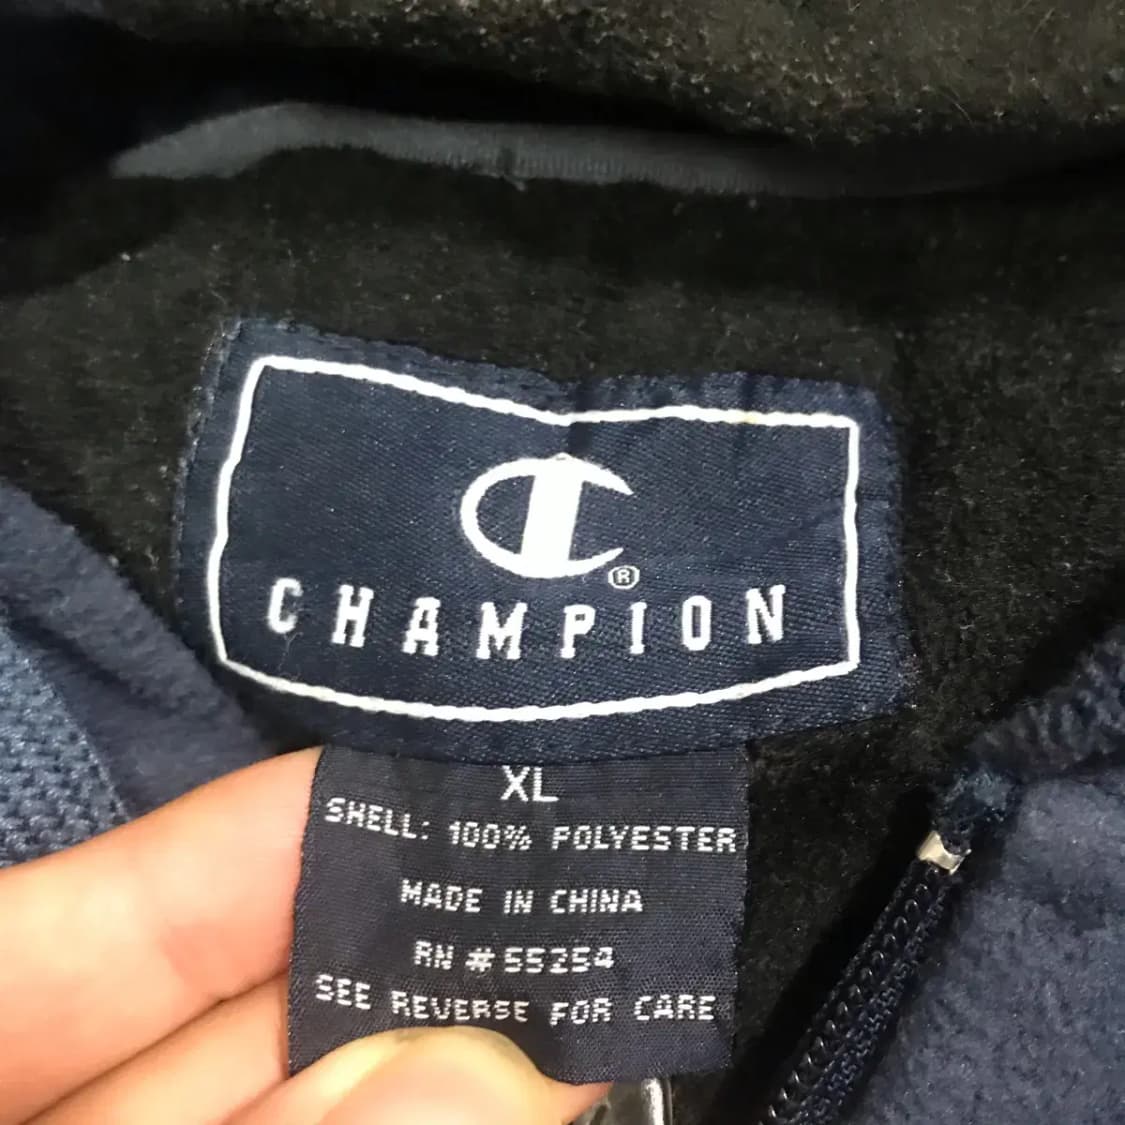 C®
CHAMPION
XL
SHELL: 100% POLYESTER
MADE IN CHINA
RN # 55254
SEE REVERSE FOR CARE